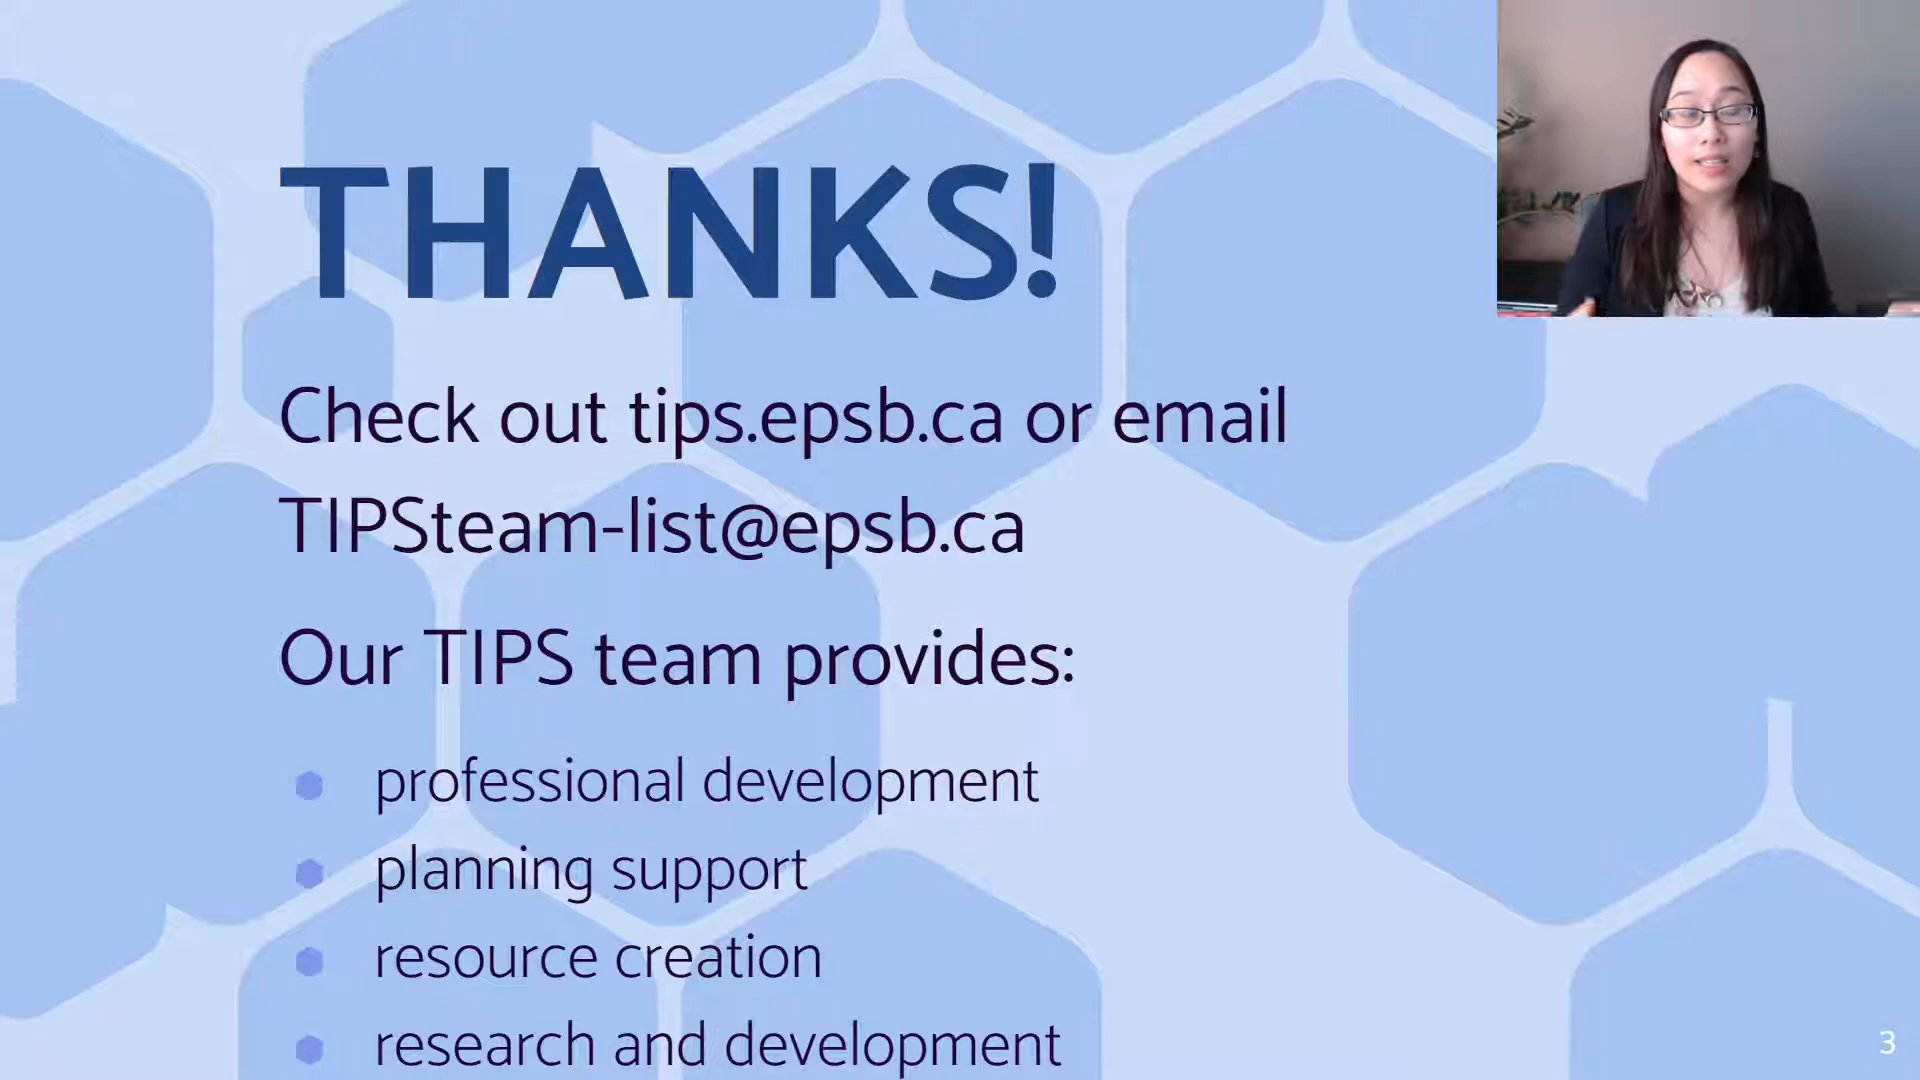 THANKS!
Check out tips.epsb.ca or email
TIPSteam-list@epsb.ca
Our TIPS team provides:
professional development
planning support
resource creation
research and development
3